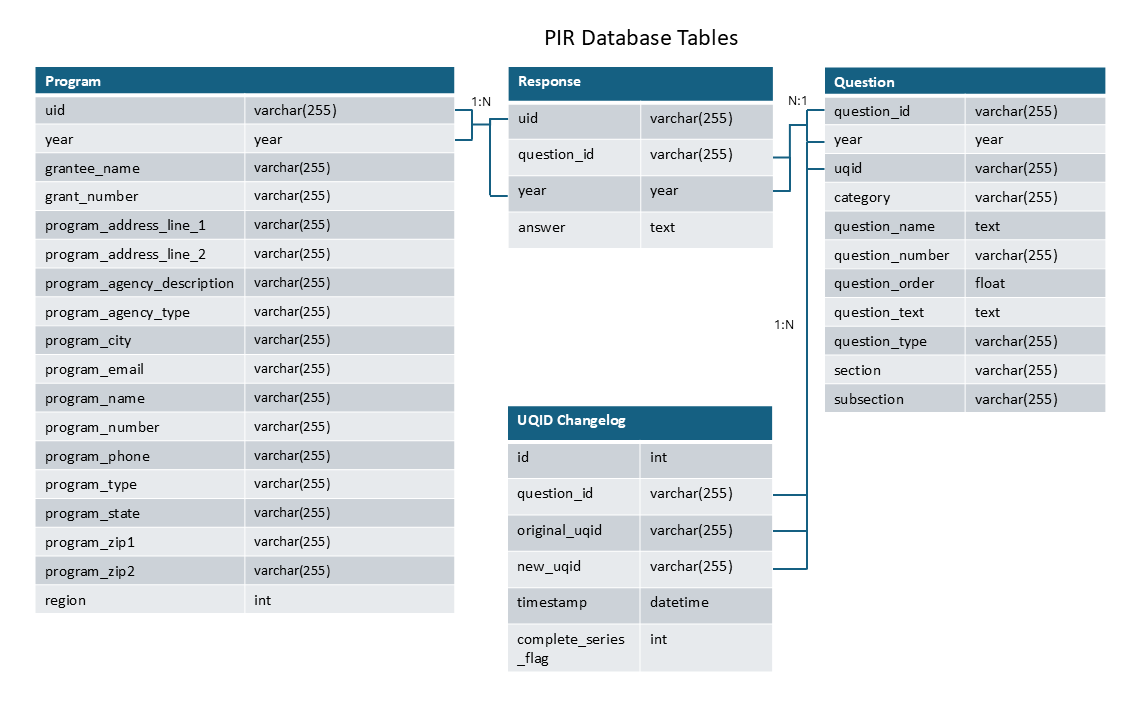 PIR Database Tables
Program
uid varchar(255)
year year
grantee_name varchar(255)
grant_number varchar(255)
program_address_line_1 varchar(255)
program_address_line_2 varchar(255)
program_agency_description varchar(255)
program_agency_type varchar(255)
program_city varchar(255)
program_email varchar(255)
program_name varchar(255)
program_number varchar(255)
program_phone varchar(255)
program_type varchar(255)
program_state varchar(255)
program_zip1 varchar(255)
program_zip2 varchar(255)
region int
1:N
Response
uid varchar(255)
question_id varchar(255)
year year
answer text
N:1
Question
question_id varchar(255)
year year
uqid varchar(255)
category varchar(255)
question_name text
question_number varchar(255)
question_order float
question_text text
question_type varchar(255)
section varchar(255)
subsection varchar(255)
1:N
UQID Changelog
id int
question_id varchar(255)
original_uqid varchar(255)
new_uqid varchar(255)
timestamp datetime
complete_series int
_flag